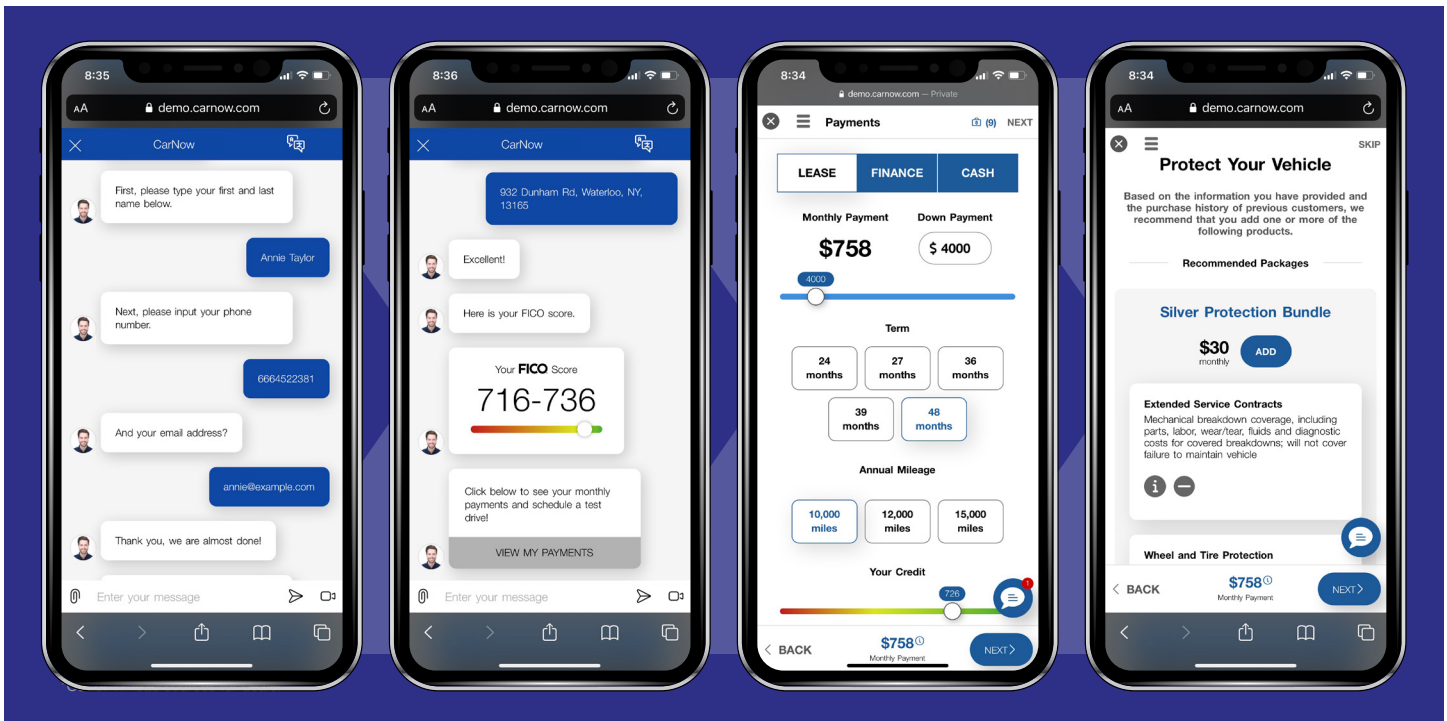 8:35
AA
demo.carnow.com
CarNow
First, please type your first and last
name below.
Annie Taylor
Next, please input your phone
number.
6664522381
And your email address?
annie@example.com
Thank you, we are almost done!
Enter your message
8:36
AA
demo.carnow.com
CarNow
932 Dunham Rd, Waterloo, NY,
13165
Excellent!
Here is your FICO score.
Your FICO Score
716-736
Click below to see your monthly
payments and schedule a test
drive!
VIEW MY PAYMENTS
Enter your message
8:34
demo.carnow.com — Private
Payments
(9)
NEXT
LEASE
FINANCE
CASH
Monthly Payment
Down Payment
$758
$ 4000
4000
Term
24
months
27
months
36
months
39
months
48
months
Annual Mileage
10,000
miles
12,000
miles
15,000
miles
Your Credit
726
1
BACK
$758
Monthly Payment
NEXT
8:34
AA
demo.carnow.com
SKIP
Protect Your Vehicle
Based on the information you have provided and
the purchase history of previous customers, we
recommend that you add one or more of the
following products.
Recommended Packages
Silver Protection Bundle
$30
monthly
ADD
Extended Service Contracts
Mechanical breakdown coverage, including
parts, labor, wear/tear, fluids and diagnostic
costs for covered breakdowns; will not cover
failure to maintain vehicle
Wheel and Tire Protection
BACK
$758
Monthly Payment
NEXT